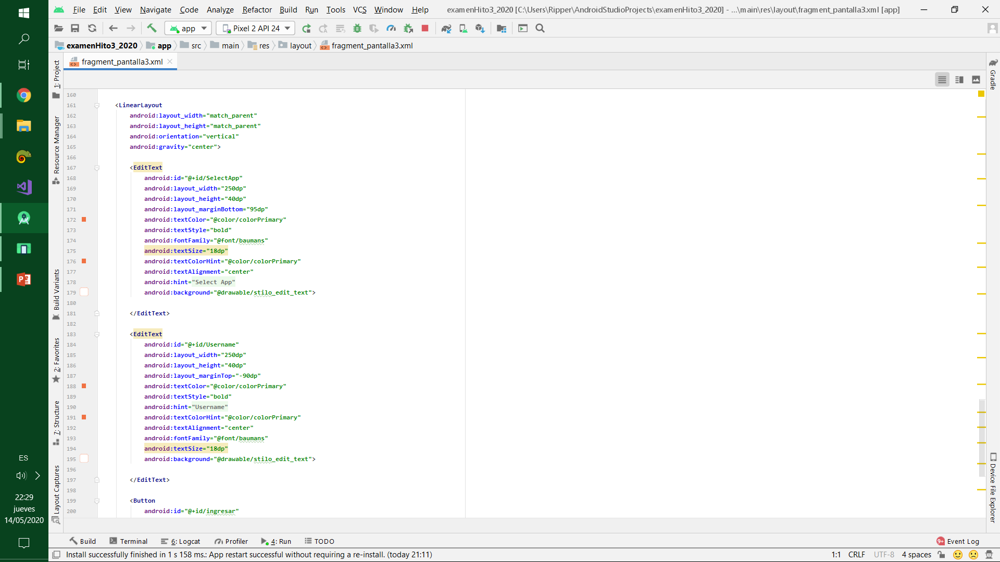 File Edit View Navigate Code Analyze Refactor Build Run Tools VCS Window Help examenHito3_2020 [C:\Users\Ripper\AndroidStudioProjects\examenHito3_2020] - ...\main\res\layout\fragment_pantalla3.xml [app]
app Pixel 2 API 24
examenHito3_2020 app src main res layout fragment_pantalla3.xml
fragment_pantalla3.xml
1: Project
Resource Manager
Build Variants
2: Favorites
7: Structure
Layout Captures
160
161 <LinearLayout
162 android:layout_width="match_parent"
163 android:layout_height="match_parent"
164 android:orientation="vertical"
165 android:gravity="center">
166
167 <EditText
168 android:id="@+id/SelectApp"
169 android:layout_width="250dp"
170 android:layout_height="40dp"
171 android:layout_marginBottom="95dp"
172 android:textColor="@color/colorPrimary"
173 android:textStyle="bold"
174 android:fontFamily="@font/baumans"
175 android:textSize="18dp"
176 android:textColorHint="@color/colorPrimary"
177 android:textAlignment="center"
178 android:hint="Select App"
179 android:background="@drawable/stilo_edit_text">
180
181 </EditText>
182
183 <EditText
184 android:id="@+id/Username"
185 android:layout_width="250dp"
186 android:layout_height="40dp"
187 android:layout_marginTop="-90dp"
188 android:textColor="@color/colorPrimary"
189 android:textStyle="bold"
190 android:hint="Username"
191 android:textColorHint="@color/colorPrimary"
192 android:textAlignment="center"
193 android:fontFamily="@font/baumans"
194 android:textSize="18dp"
195 android:background="@drawable/stilo_edit_text">
196
197 </EditText>
198
199 <Button
200 android:id="@+id/ingresar"
Gradle
Device File Explorer
ES
22:29
jueves
14/05/2020
Build Terminal 6: Logcat Profiler 4: Run TODO 9+ Event Log
Install successfully finished in 1 s 158 ms.: App restart successful without requiring a re-install. (today 21:11) 1:1 CRLF UTF-8 4 spaces